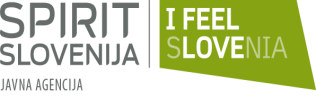 SPIRIT
SLOVENIJA
JAVNA AGENCIJA
I FEEL
SLOVENIA